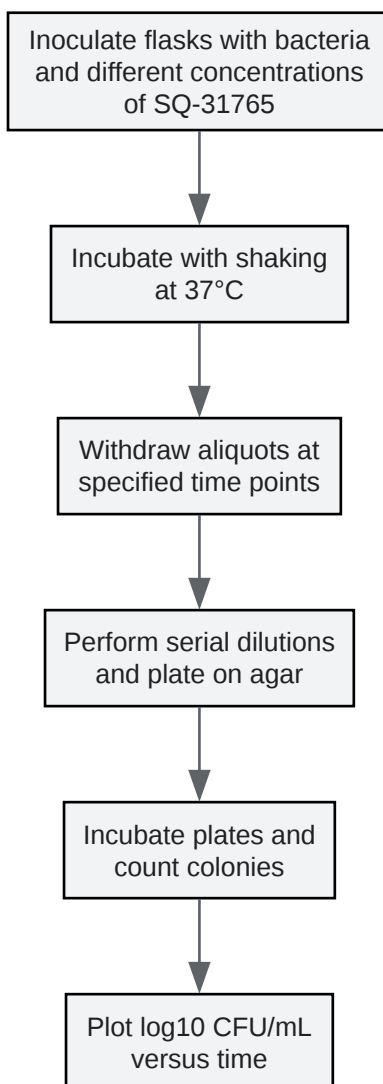 Inoculate flasks with bacteria
and different concentrations
of SQ-31765
Incubate with shaking
at 37°C
Withdraw aliquots at
specified time points
Perform serial dilutions
and plate on agar
Incubate plates and
count colonies
Plot log10 CFU/mL
versus time